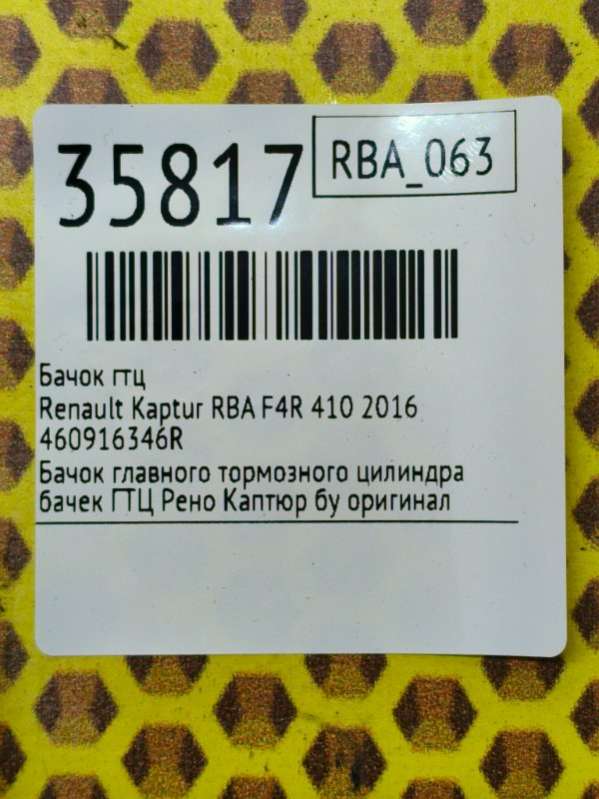 35817
RBA_063
Бачок гтц
Renault Kaptur RBA F4R 410 2016
460916346R
Бачок главного тормозного цилиндра
бачек ГТЦ Рено Каптюр бу оригинал